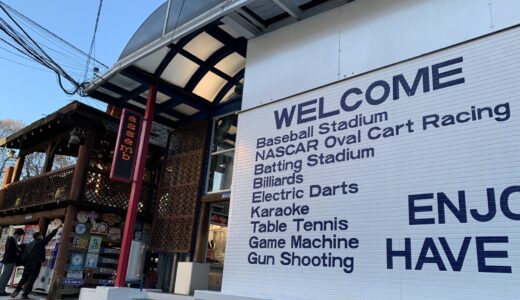 WELCOME
Baseball Stadium
NASCAR Oval Cart Racing
Batting Stadium
Billiards
Electric Darts
Karaoke
Table Tennis
Game Machine
Gun Shooting
ENJO
HAVE